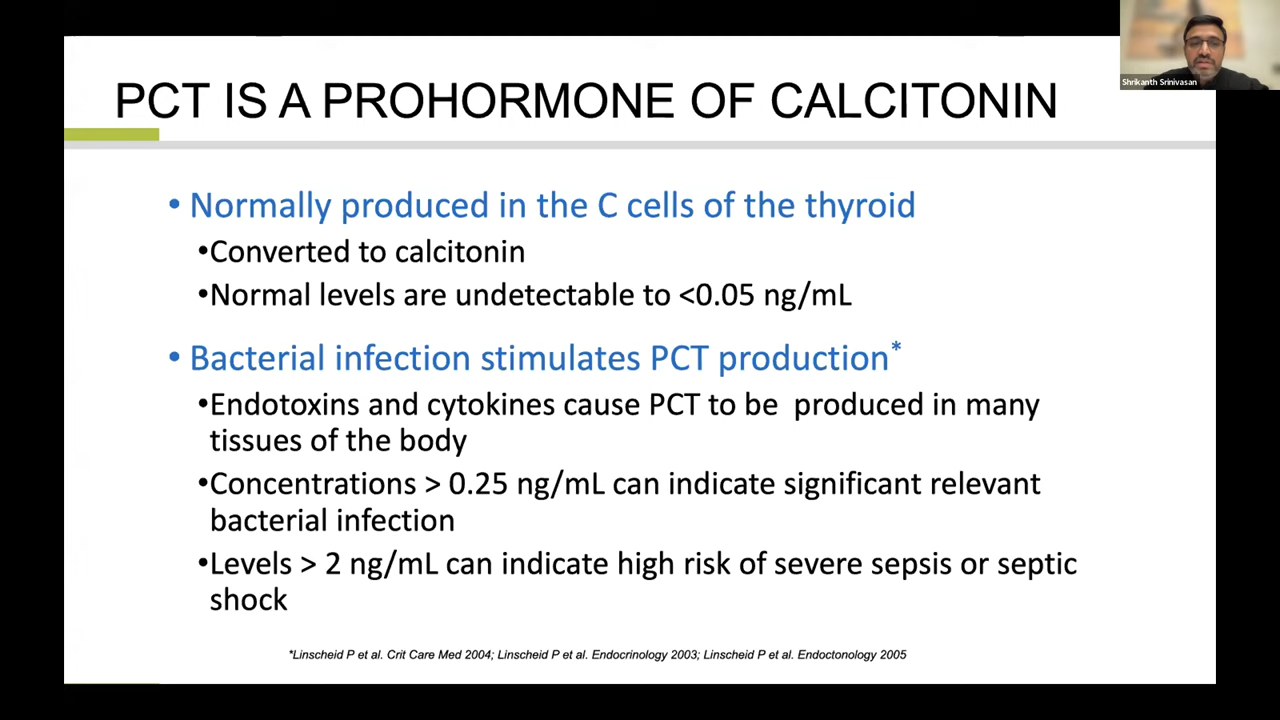 Shrikanth Srinivasan
PCT IS A PROHORMONE OF CALCITONIN
• Normally produced in the C cells of the thyroid
•Converted to calcitonin
•Normal levels are undetectable to <0.05 ng/mL
• Bacterial infection stimulates PCT production*
•Endotoxins and cytokines cause PCT to be produced in many
tissues of the body
•Concentrations > 0.25 ng/mL can indicate significant relevant
bacterial infection
•Levels > 2 ng/mL can indicate high risk of severe sepsis or septic
shock
*Linscheid P et al. Crit Care Med 2004; Linscheid P et al. Endocrinology 2003; Linscheid P et al. Endoctonology 2005